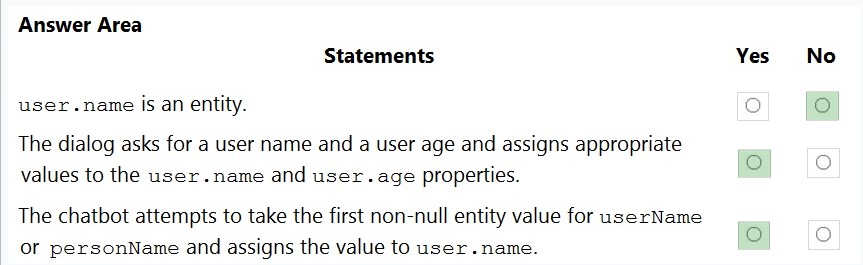 Answer Area
Statements Yes No
user.name is an entity.
The dialog asks for a user name and a user age and assigns appropriate
values to the user.name and user.age properties.
The chatbot attempts to take the first non-null entity value for userName
or personName and assigns the value to user.name.